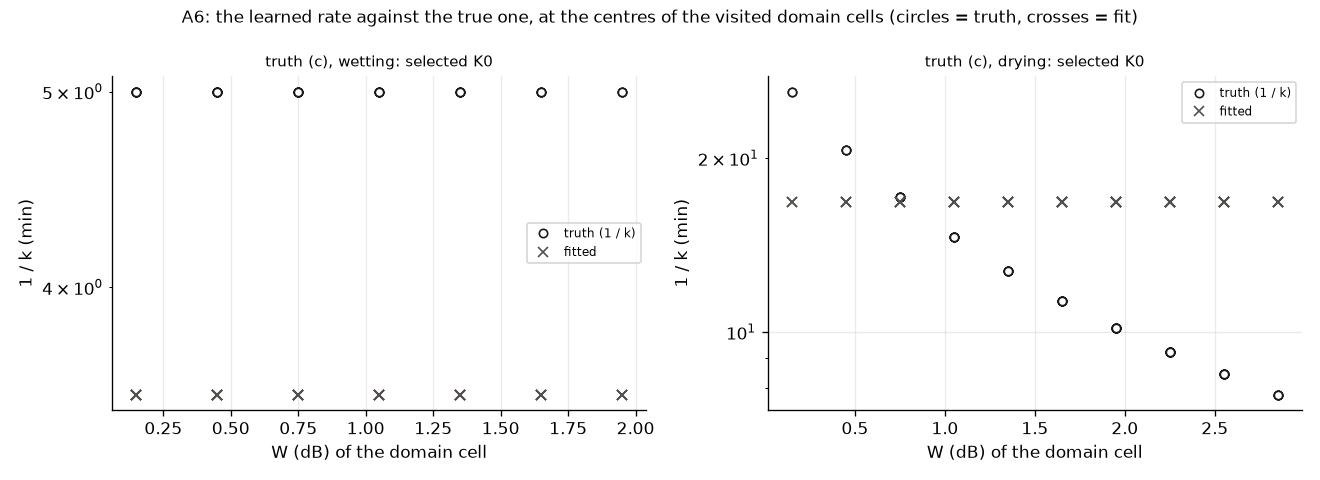 A6: the learned rate against the true one, at the centres of the visited domain cells (circles = truth, crosses = fit)
truth (c), wetting: selected K0
5 × 10⁰
4 × 10⁰
1 / k (min)
truth (1 / k)
fitted
0.25 0.50 0.75 1.00 1.25 1.50 1.75 2.00
W (dB) of the domain cell
truth (c), drying: selected K0
2 × 10¹
10¹
1 / k (min)
truth (1 / k)
fitted
0.5 1.0 1.5 2.0 2.5
W (dB) of the domain cell